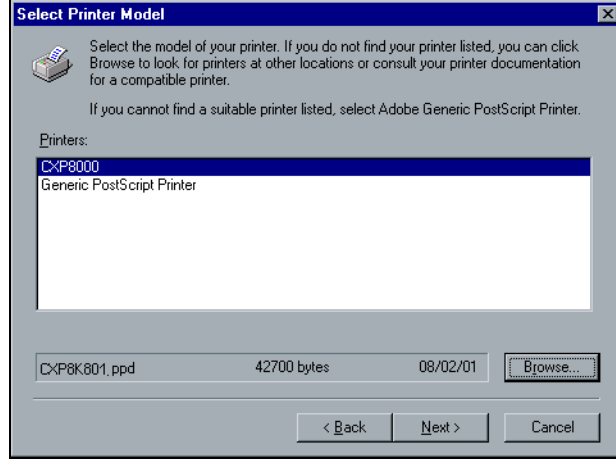 Select Printer Model
Select the model of your printer. If you do not find your printer listed, you can click
Browse to look for printers at other locations or consult your printer documentation
for a compatible printer.
If you cannot find a suitable printer listed, select Adobe Generic PostScript Printer.
Printers:
CXP8000
Generic PostScript Printer
CXP8K801.ppd 42700 bytes 08/02/01 Browse...
< Back Next > Cancel